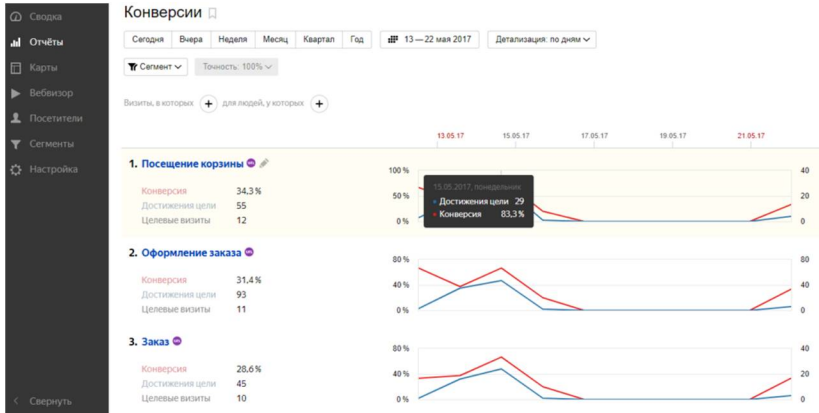 Сводка
Отчёты
Карты
Вебвизор
Посетители
Сегменты
Настройка
Свернуть
Конверсии
Сегодня Вчера Неделя Месяц Квартал Год 13 — 22 мая 2017 Детализация: по дням
Сегмент Точность: 100%
Визиты, в которых + для людей, у которых +
13.05.17 15.05.17 17.05.17 19.05.17 21.05.17
1. Посещение корзины
Конверсия 34,3 %
Достижения цели 55
Целевые визиты 12
100 % 40
50 % 20
0 % 0
15.05.2017, понедельник
Достижения цели 29
Конверсия 83,3 %
2. Оформление заказа
Конверсия 31,4 %
Достижения цели 93
Целевые визиты 11
80 % 80
40 % 40
0 % 0
3. Заказ
Конверсия 28,6 %
Достижения цели 45
Целевые визиты 10
80 % 40
40 % 20
0 % 0